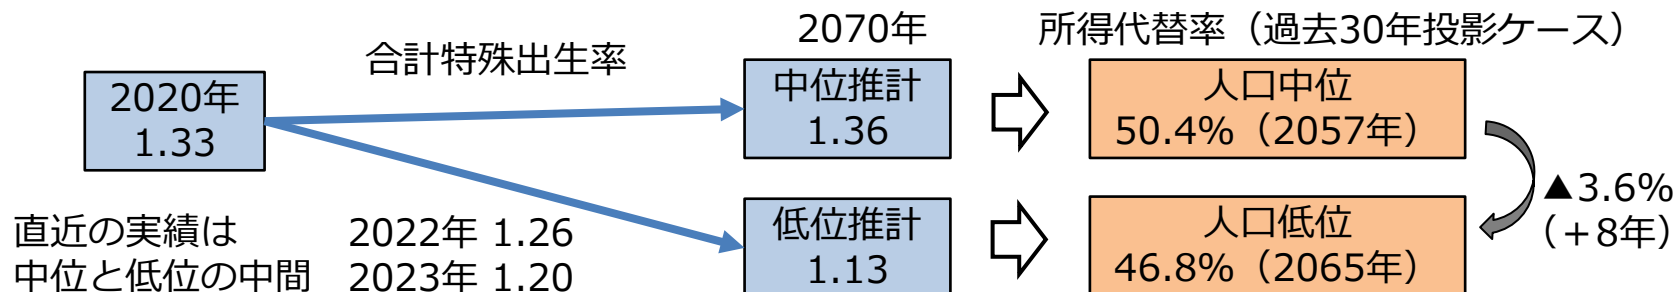 2070年
所得代替率（過去30年投影ケース）
合計特殊出生率
2020年
1.33
中位推計
1.36
人口中位
50.4%（2057年）
▲3.6%
（＋8年）
低位推計
1.13
人口低位
46.8%（2065年）
直近の実績は
中位と低位の中間
2022年 1.26
2023年 1.20